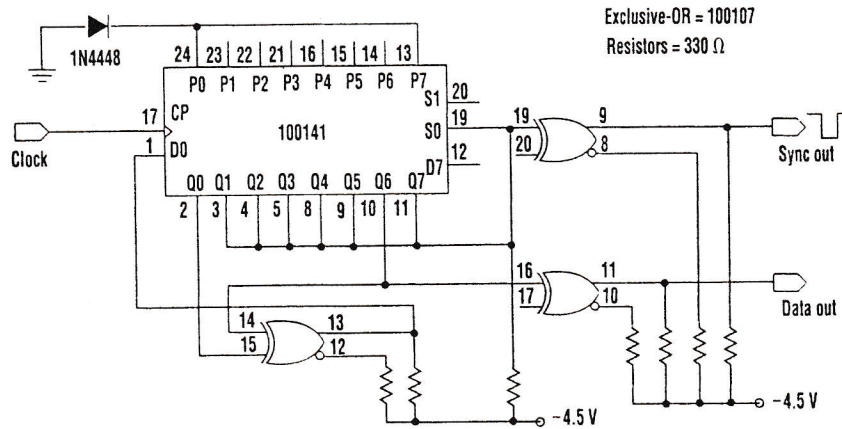 Exclusive-OR = 100107
Resistors = 330 Ω
1N4448
24 23 22 21 16 15 14 13
P0 P1 P2 P3 P4 P5 P6 P7
17 CP
S1 20
S0 19
100141
Clock
1 D0
D7 12
Q0 Q1 Q2 Q3 Q4 Q5 Q6 Q7
2 3 4 5 8 9 10 11
19 9
20 8
Sync out
16 11
17 10
Data out
14 13
15 12
−4.5 V
−4.5 V